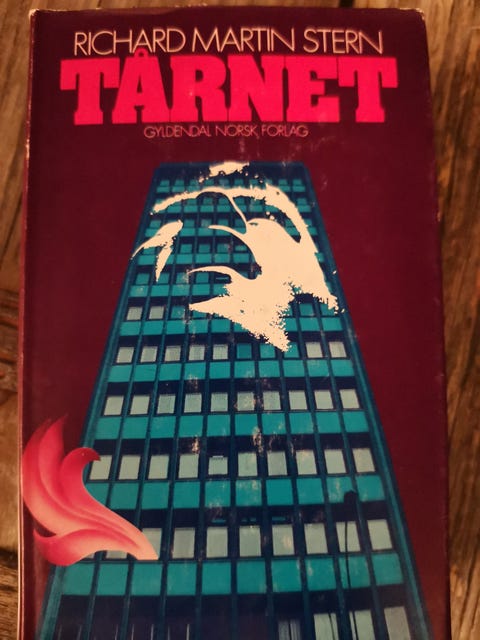 RICHARD MARTIN STERN
TÅRNET
GYLDENDAL NORSK FORLAG